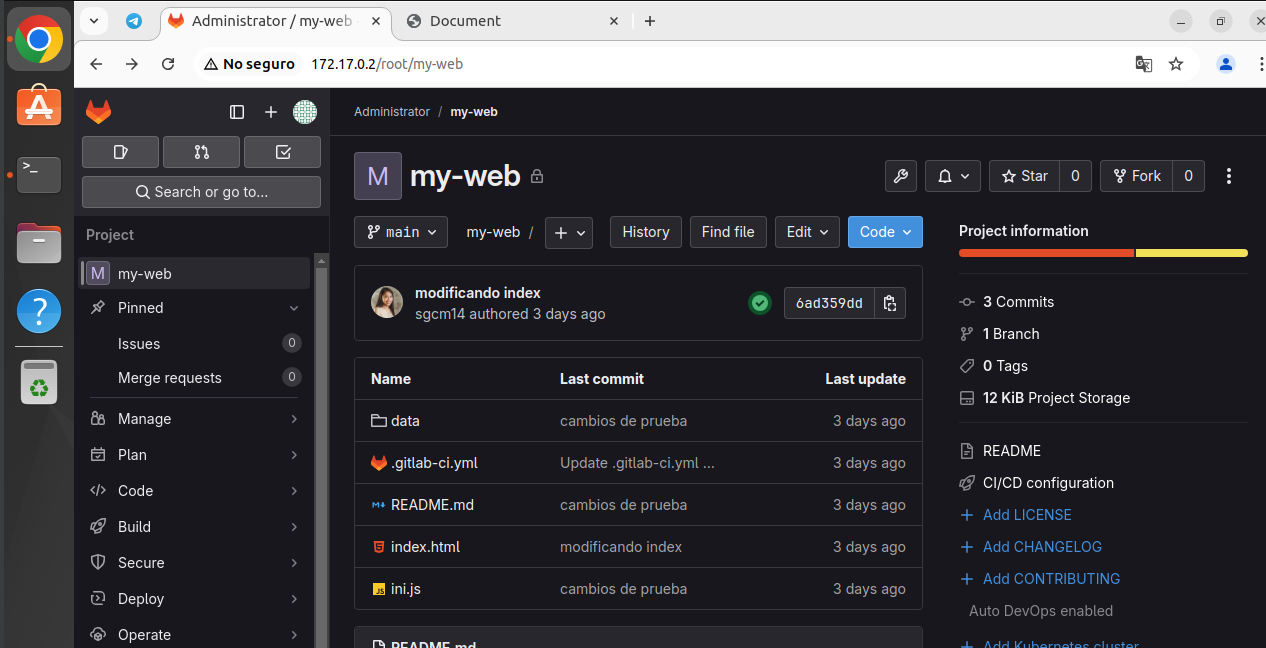 Administrator / my-web
Document
No seguro 172.17.0.2/root/my-web
Administrator / my-web
Search or go to...
M my-web
Star 0
Fork 0
main
my-web /
History
Find file
Edit
Code
Project information
Project
M my-web
Pinned
Issues 0
Merge requests 0
Manage
Plan
Code
Build
Secure
Deploy
Operate
modificando index
sgcm14 authored 3 days ago
6ad359dd
Name Last commit Last update
data cambios de prueba 3 days ago
.gitlab-ci.yml Update .gitlab-ci.yml ... 3 days ago
README.md cambios de prueba 3 days ago
index.html modificando index 3 days ago
JS ini.js cambios de prueba 3 days ago
README.md
3 Commits
1 Branch
0 Tags
12 KiB Project Storage
README
CI/CD configuration
+ Add LICENSE
+ Add CHANGELOG
+ Add CONTRIBUTING
Auto DevOps enabled
+ Add Kubernetes cluster